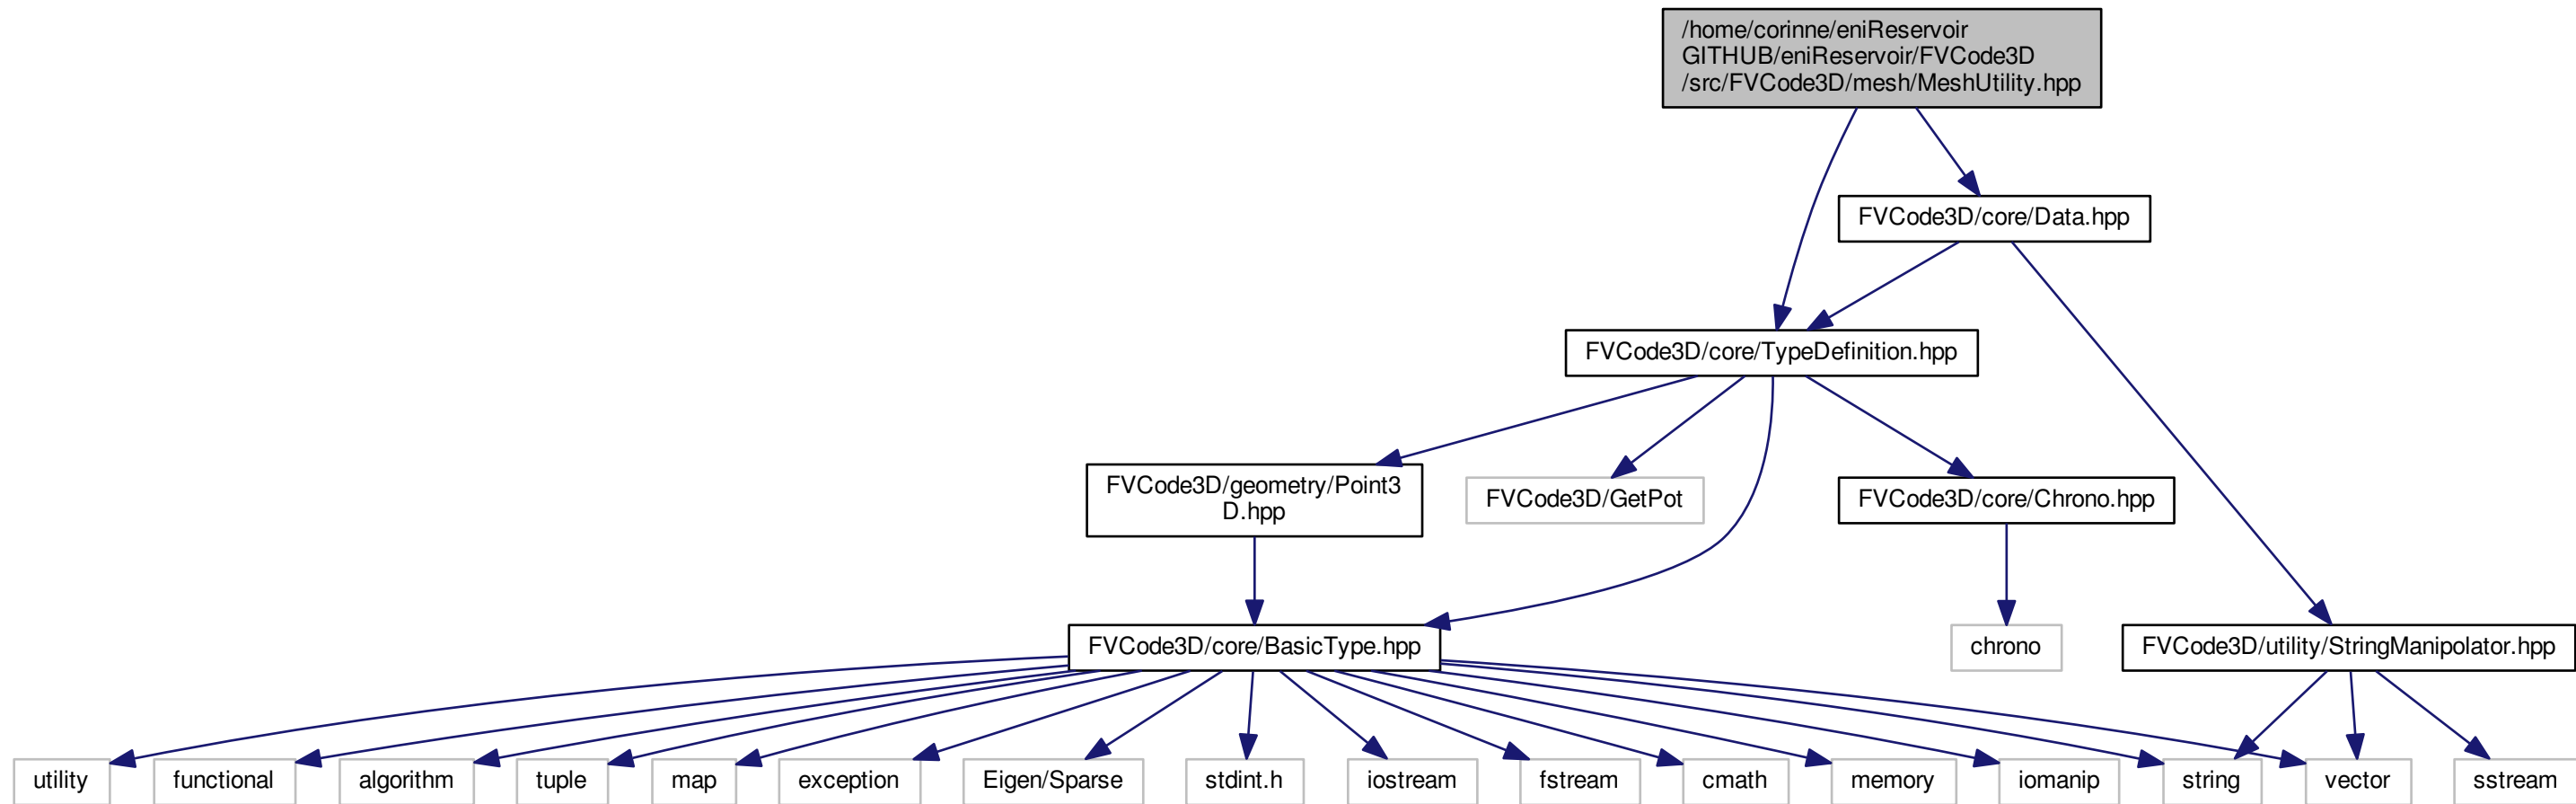 /home/corinne/eniReservoir
GITHUB/eniReservoir/FVCode3D
/src/FVCode3D/mesh/MeshUtility.hpp
FVCode3D/core/Data.hpp
FVCode3D/core/TypeDefinition.hpp
FVCode3D/geometry/Point3
D.hpp
FVCode3D/GetPot
FVCode3D/core/Chrono.hpp
FVCode3D/core/BasicType.hpp
chrono
FVCode3D/utility/StringManipolator.hpp
utility
functional
algorithm
tuple
map
exception
Eigen/Sparse
stdint.h
iostream
fstream
cmath
memory
iomanip
string
vector
sstream